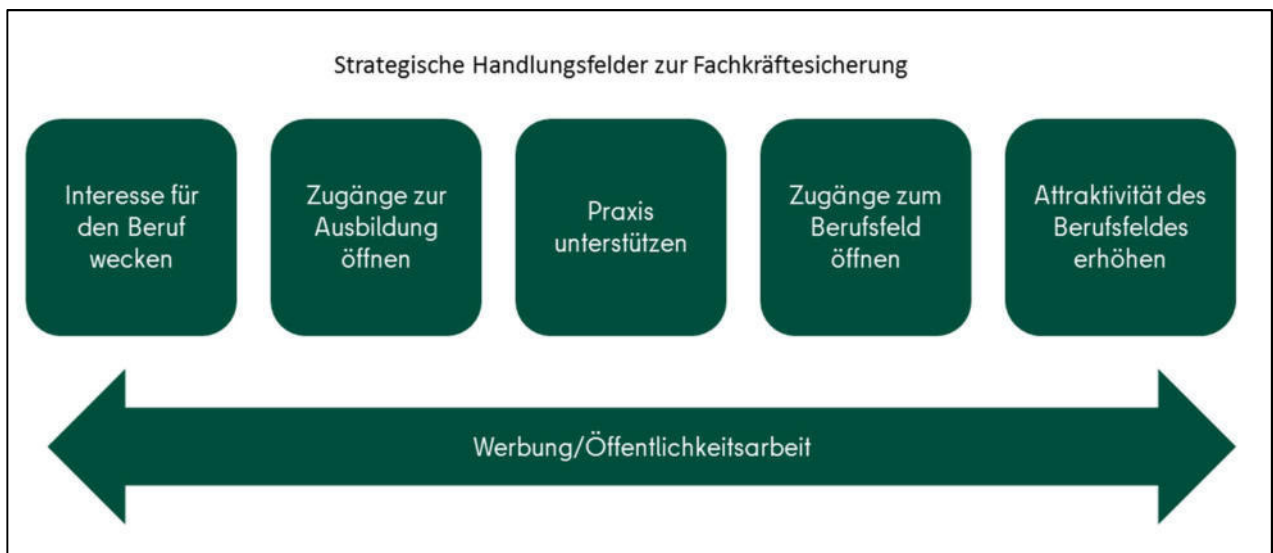 Strategische Handlungsfelder zur Fachkräftesicherung
Interesse für
den Beruf
wecken
Zugänge zur
Ausbildung
öffnen
Praxis
unterstützen
Zugänge zum
Berufsfeld
öffnen
Attraktivität des
Berufsfeldes
erhöhen
Werbung/Öffentlichkeitsarbeit